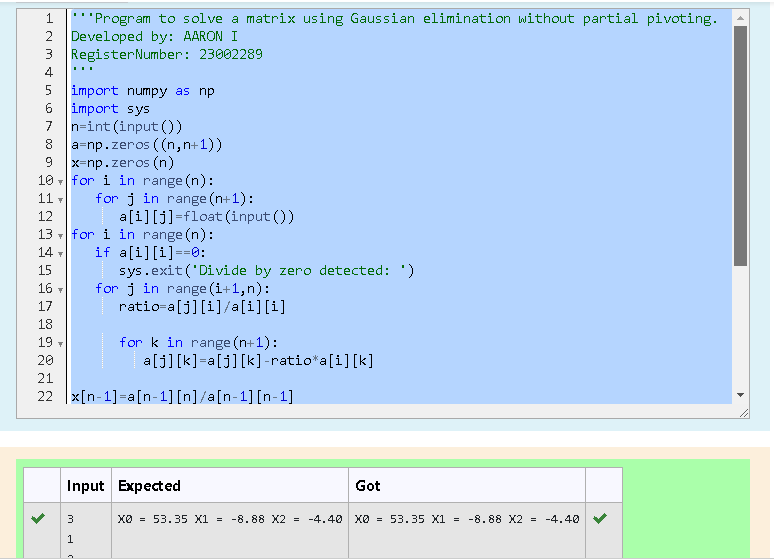 1 '''Program to solve a matrix using Gaussian elimination without partial pivoting.
2 Developed by: AARON I
3 RegisterNumber: 23002289
4 '''
5 import numpy as np
6 import sys
7 n=int(input())
8 a=np.zeros((n,n+1))
9 x=np.zeros(n)
10 for i in range(n):
11 for j in range(n+1):
12 a[i][j]=float(input())
13 for i in range(n):
14 if a[i][i]==0:
15 sys.exit('Divide by zero detected: ')
16 for j in range(i+1,n):
17 ratio=a[j][i]/a[i][i]
18
19 for k in range(n+1):
20 a[j][k]=a[j][k]-ratio*a[i][k]
21
22 x[n-1]=a[n-1][n]/a[n-1][n-1]
Input Expected Got
3 X0 = 53.35 X1 = -8.88 X2 = -4.40 X0 = 53.35 X1 = -8.88 X2 = -4.40
1